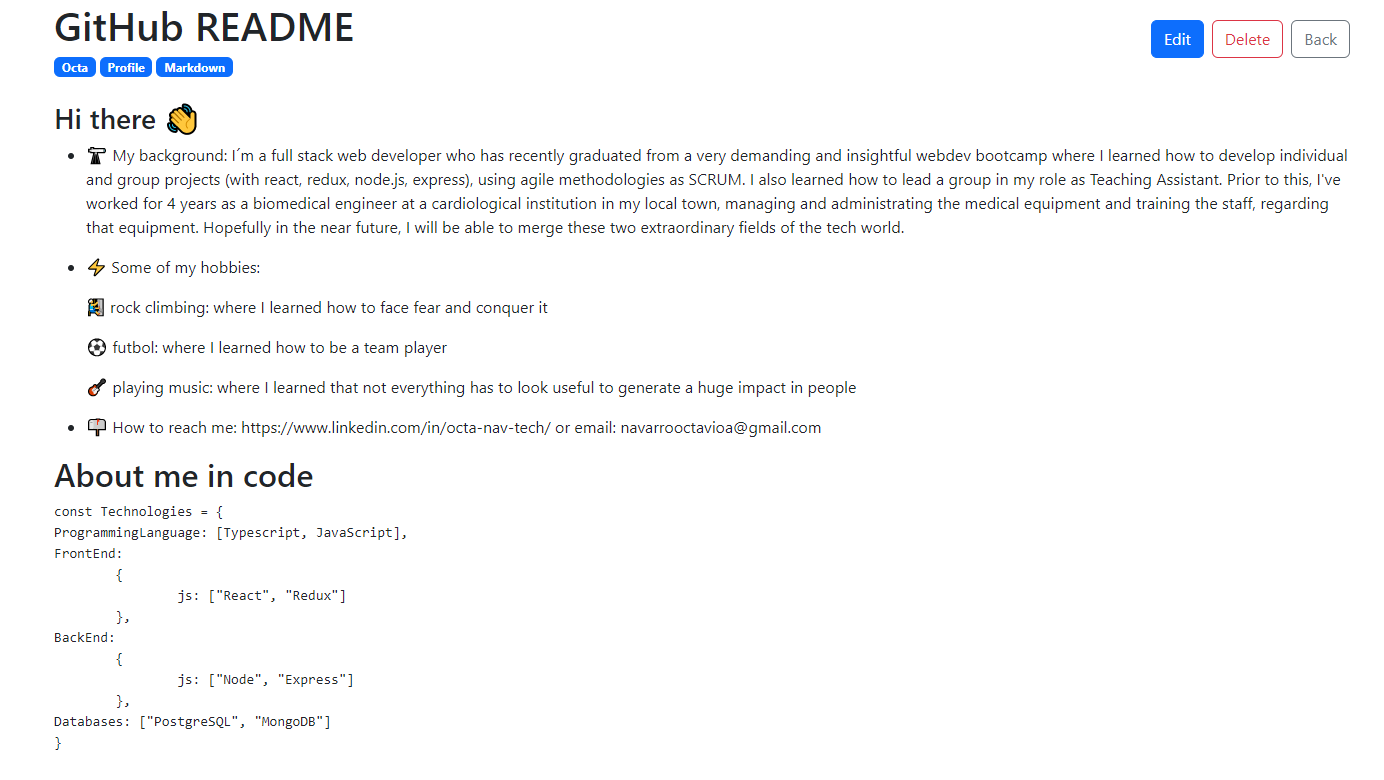 GitHub README
Edit Delete Back
Octa Profile Markdown
Hi there 👋
My background: I´m a full stack web developer who has recently graduated from a very demanding and insightful webdev bootcamp where I learned how to develop individual
and group projects (with react, redux, node.js, express), using agile methodologies as SCRUM. I also learned how to lead a group in my role as Teaching Assistant. Prior to this, I've
worked for 4 years as a biomedical engineer at a cardiological institution in my local town, managing and administrating the medical equipment and training the staff, regarding
that equipment. Hopefully in the near future, I will be able to merge these two extraordinary fields of the tech world.
⚡ Some of my hobbies:
rock climbing: where I learned how to face fear and conquer it
⚽ futbol: where I learned how to be a team player
🎸 playing music: where I learned that not everything has to look useful to generate a huge impact in people
How to reach me: https://www.linkedin.com/in/octa-nav-tech/ or email: navarrooctavioa@gmail.com
About me in code
const Technologies = {
ProgrammingLanguage: [Typescript, JavaScript],
FrontEnd:
{
js: ["React", "Redux"]
},
BackEnd:
{
js: ["Node", "Express"]
},
Databases: ["PostgreSQL", "MongoDB"]
}